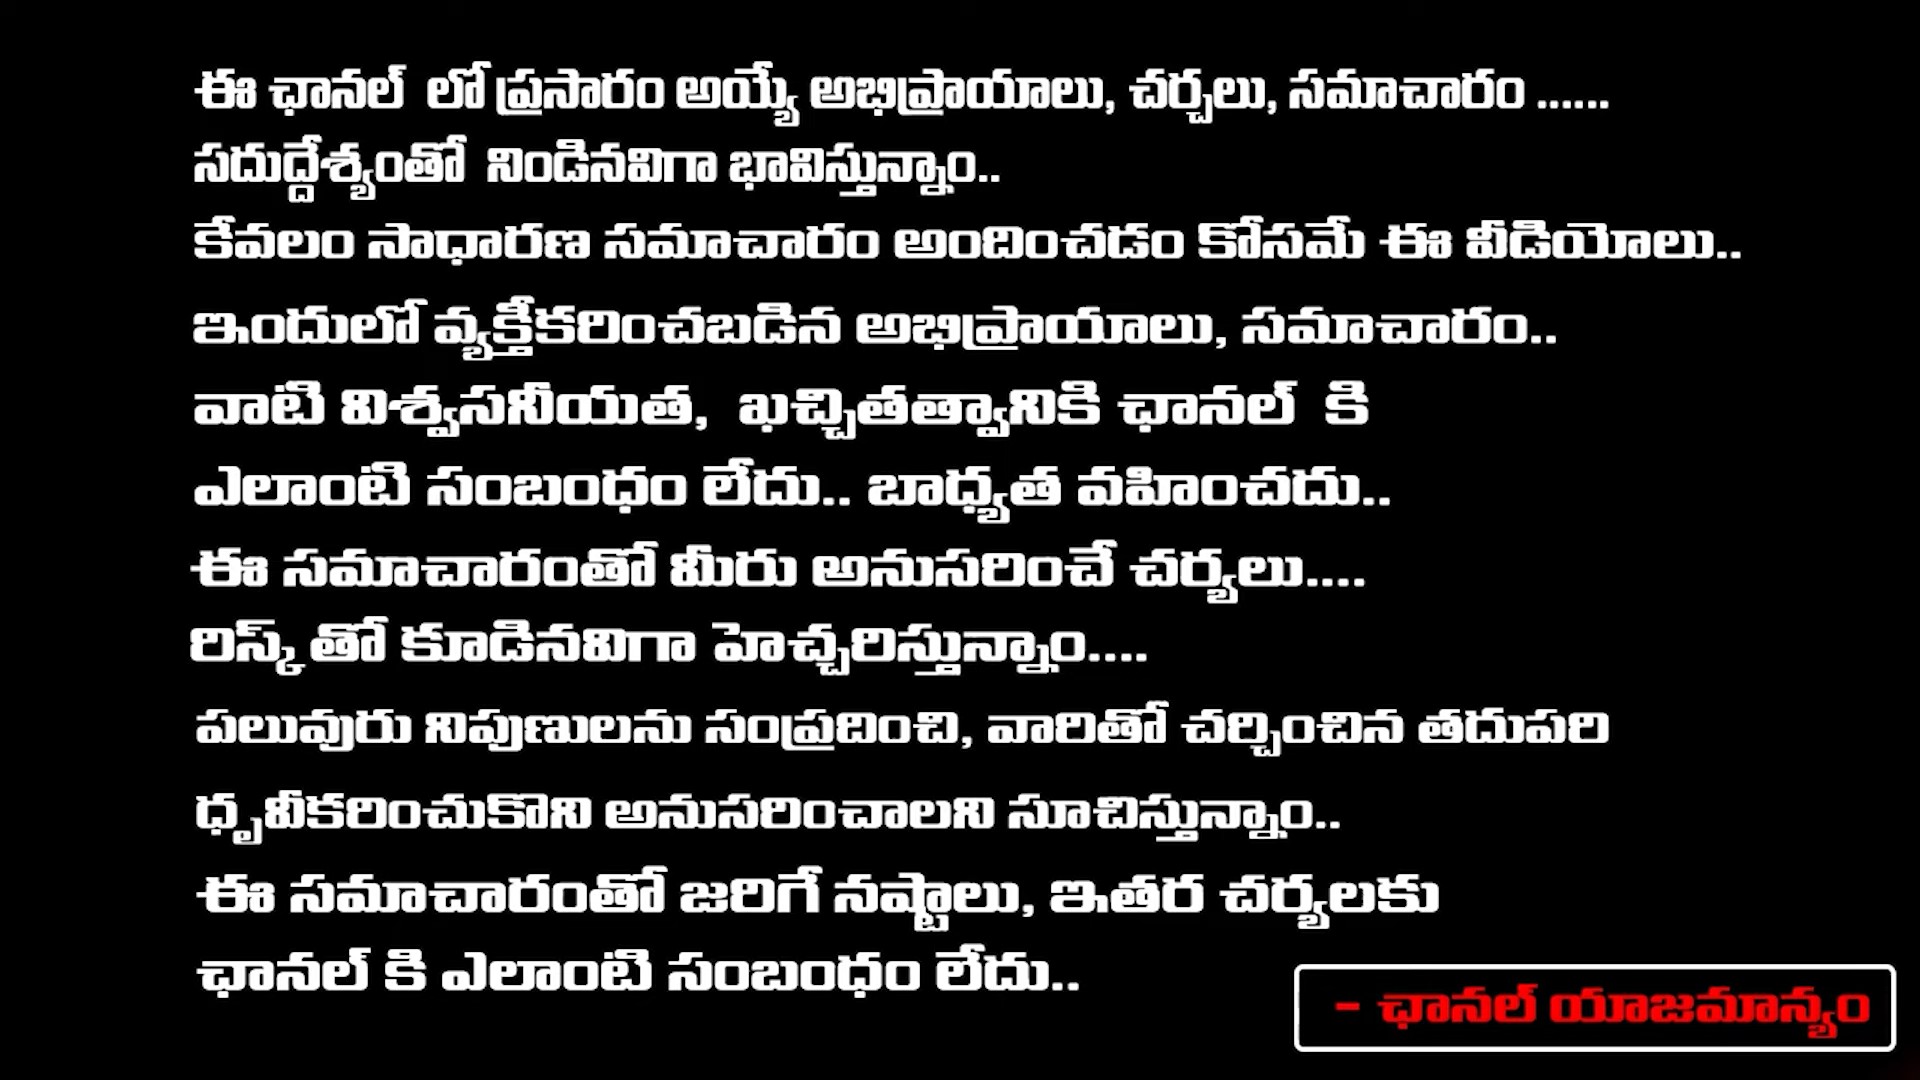 ఈ ఛానల్ లో ప్రసారం అయ్యే అభిప్రాయాలు, చర్చలు, సమాచారం ......
సదుద్దేశ్యంతో నిండినవిగా భావిస్తున్నాం..
కేవలం సాధారణ సమాచారం అందించడం కోసమే ఈ వీడియోలు..
ఇందులో వ్యక్తీకరించబడిన అభిప్రాయాలు, సమాచారం..
వాటి విశ్వసనీయత, ఖచ్చితత్వానికి ఛానల్ కి
ఎలాంటి సంబంధం లేదు.. బాధ్యత వహించదు..
ఈ సమాచారంతో మీరు అనుసరించే చర్యలు....
రిస్క్ తో కూడినవిగా హెచ్చరిస్తున్నాం....
పలువురు నిపుణులను సంప్రదించి, వారితో చర్చించిన తదుపరి
ధృవీకరించుకొని అనుసరించాలని సూచిస్తున్నాం..
ఈ సమాచారంతో జరిగే నష్టాలు, ఇతర చర్యలకు
ఛానల్ కి ఎలాంటి సంబంధం లేదు..
- ఛానల్ యాజమాన్యం